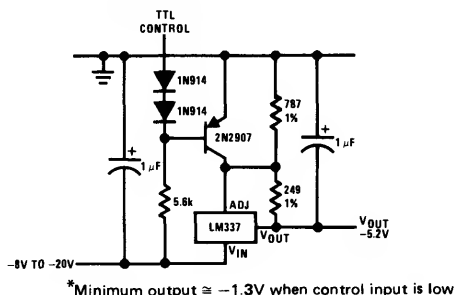 TTL
CONTROL
1N914
1N914
787
1%
2N2907
+
1 μF
+
1 μF
249
1%
5.6k
ADJ
LM337
VOUT
VIN
VOUT
-5.2V
-8V TO -20V
*Minimum output ≅ -1.3V when control input is low